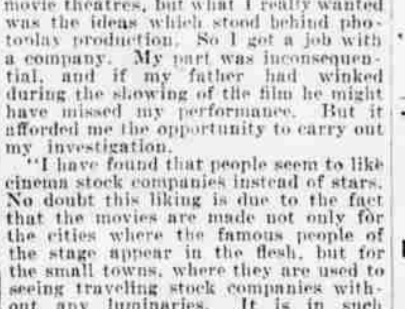 movie theatres, but what I really wanted
was the ideas which stood behind pho-
toplay production. So I got a job with
a company. My part was inconsequen-
tial, and if my father had winked
during the showing of the film he might
have missed my performance. But it
afforded me the opportunity to carry out
my investigation.
"I have found that people seem to like
cinema stock companies instead of stars.
No doubt this liking is due to the fact
that the movies are made not only for
the cities where the famous people of
the stage appear in the flesh, but for
the small towns, where they are used to
seeing traveling stock companies with-
out any luminaries. It is in such